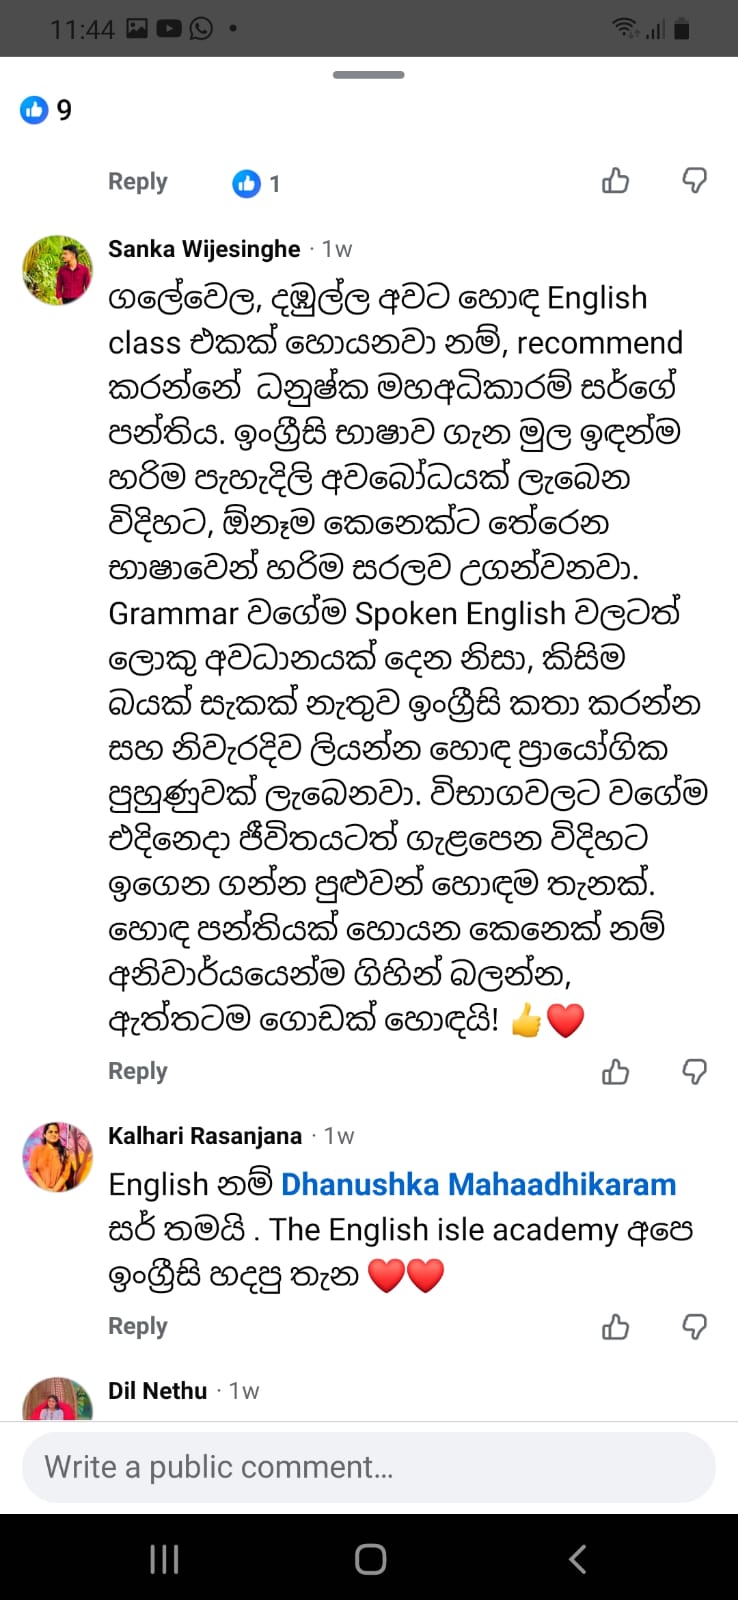 11:44
9
Reply 1
Sanka Wijesinghe · 1w
ගලේවෙල, දඹුල්ල අවට හොඳ English
class එකක් හොයනවා නම්, recommend
කරන්නේ ධනුෂ්ක මහඅධිකාරම් සර්ගේ
පන්තිය. ඉංග්‍රීසි භාෂාව ගැන මුල ඉඳන්ම
හරිම පැහැදිලි අවබෝධයක් ලැබෙන
විදිහට, ඕනෑම කෙනෙක්ට තේරෙන
භාෂාවෙන් හරිම සරලව උගන්වනවා.
Grammar වගේම Spoken English වලටත්
ලොකු අවධානයක් දෙන නිසා, කිසිම
බයක් සැකක් නැතුව ඉංග්‍රීසි කතා කරන්න
සහ නිවැරදිව ලියන්න හොඳ ප්‍රායෝගික
පුහුණුවක් ලැබෙනවා. විභාගවලට වගේම
එදිනෙදා ජීවිතයටත් ගැළපෙන විදිහට
ඉගෙන ගන්න පුළුවන් හොඳම තැනක්.
හොඳ පන්තියක් හොයන කෙනෙක් නම්
අනිවාර්යයෙන්ම ගිහින් බලන්න,
ඇත්තටම ගොඩක් හොඳයි! 👍❤️
Reply
Kalhari Rasanjana · 1w
English නම් Dhanushka Mahaadhikaram
සර් තමයි . The English isle academy අපෙ
ඉංග්‍රීසි හදපු තැන ❤️❤️
Reply
Dil Nethu · 1w
Write a public comment...